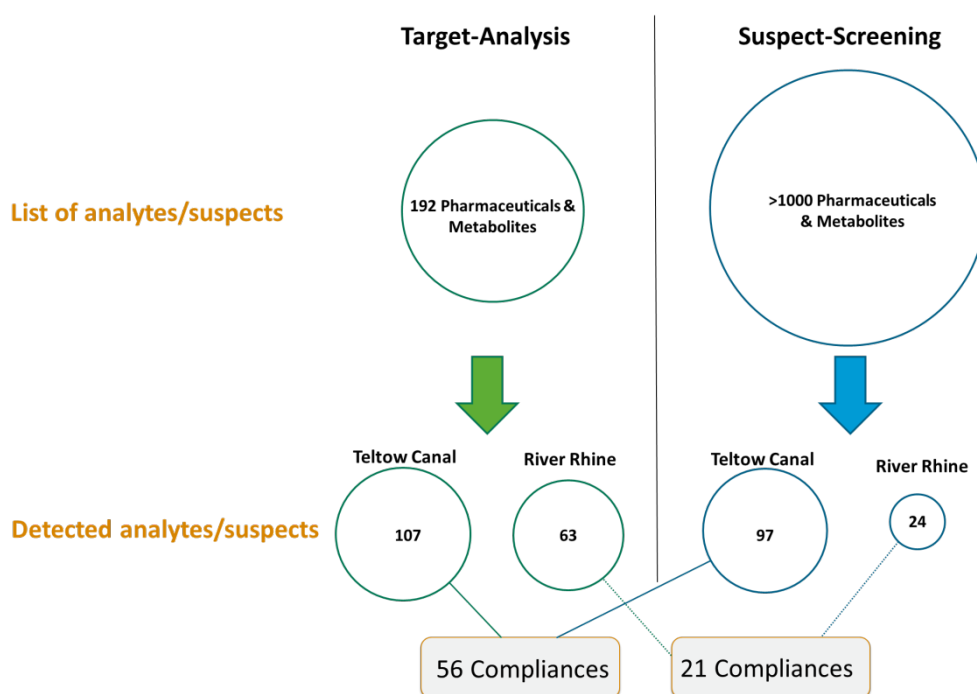 Target-Analysis
Suspect-Screening
List of analytes/suspects
192 Pharmaceuticals &
Metabolites
>1000 Pharmaceuticals
& Metabolites
Teltow Canal
River Rhine
Teltow Canal
River Rhine
Detected analytes/suspects
107
63
97
24
56 Compliances
21 Compliances